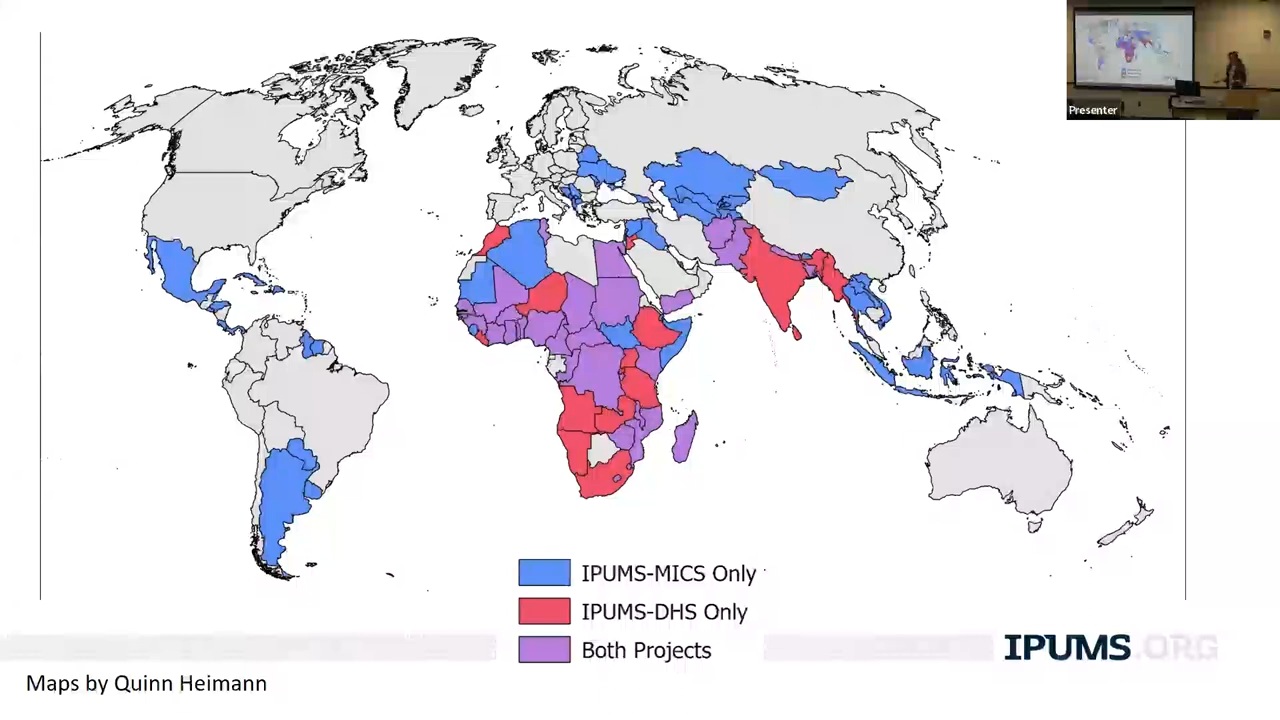 Presenter
IPUMS-MICS Only
IPUMS-DHS Only
Both Projects
IPUMS.ORG
Maps by Quinn Heimann